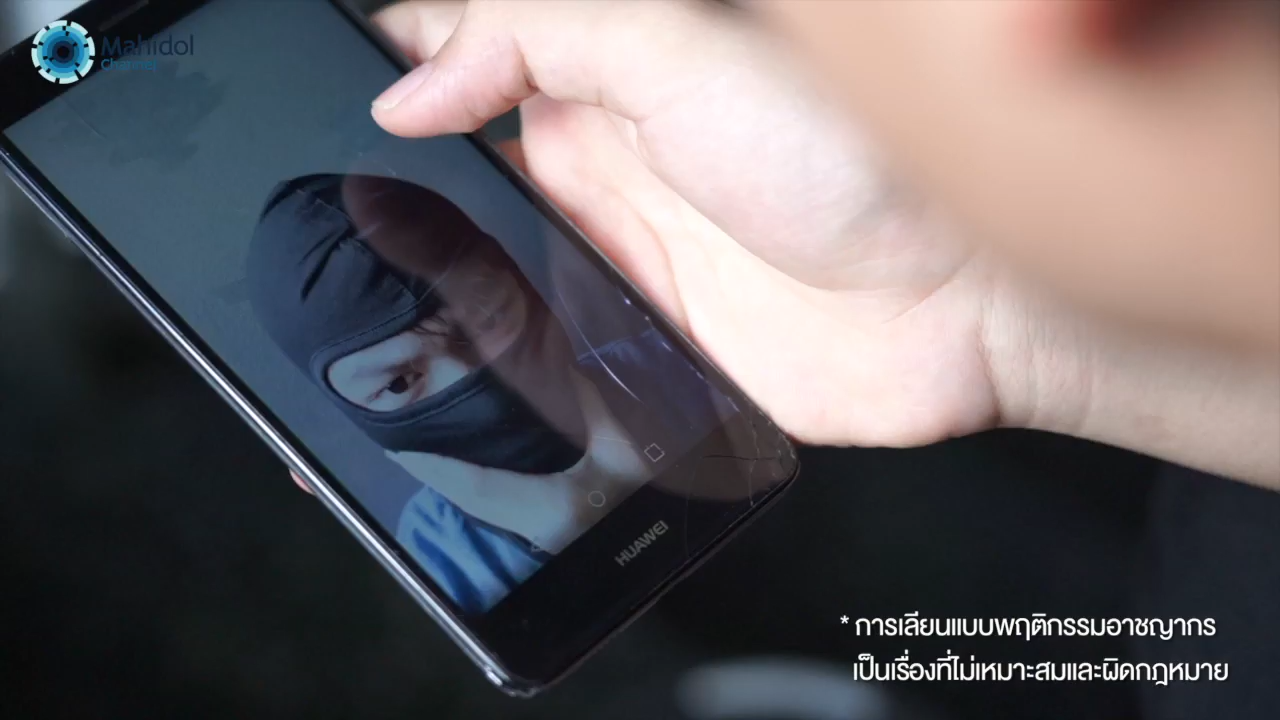 Mahidol
Channel
HUAWEI
* การเลียนแบบพฤติกรรมอาชญากร
เป็นเรื่องที่ไม่เหมาะสมและผิดกฎหมาย